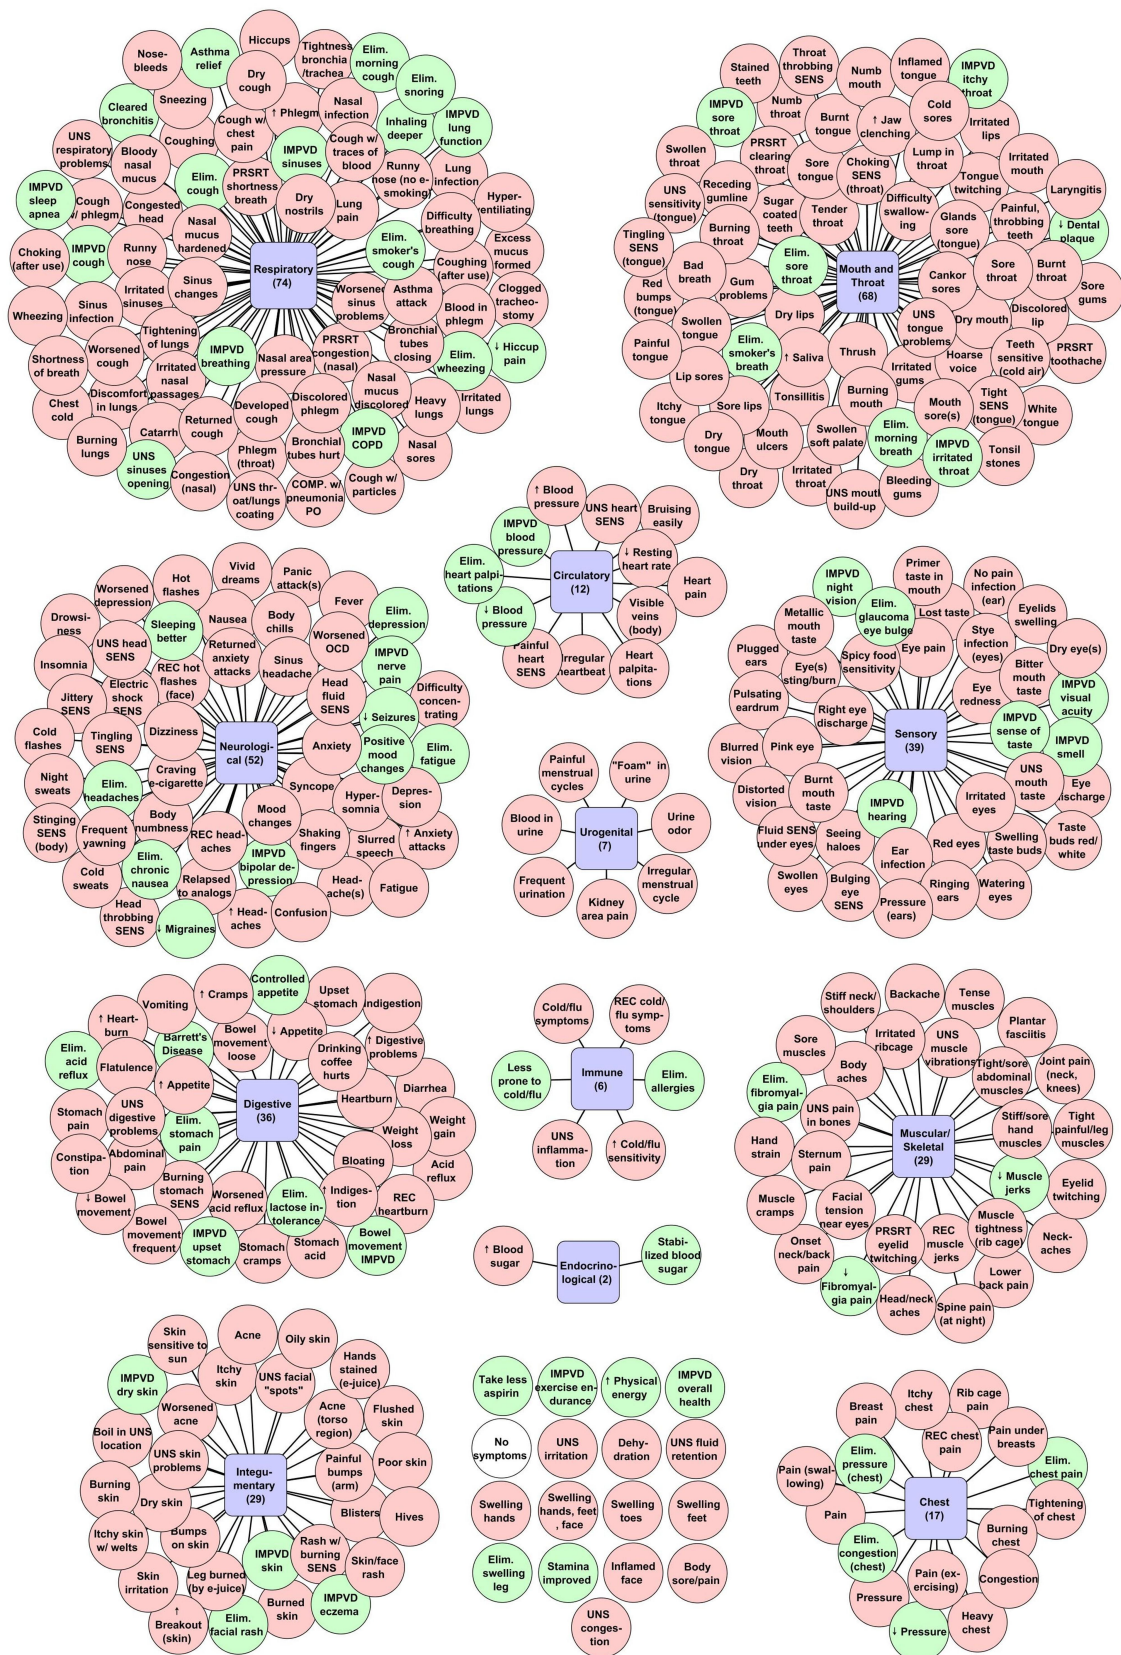 Nose-
bleeds
Asthma
relief
Hiccups
Tightness
bronchia
/trachea
Elim.
morning
cough
Elim.
snoring
Cleared
bronchitis
Sneezing
Dry
cough
↑ Phlegm
Nasal
infection
Inhaling
deeper
IMPVD
lung
function
UNS
respiratory
problems
Bloody
nasal
mucus
Coughing
Cough w/
chest
pain
IMPVD
sinuses
Cough w/
traces of
blood
Runny
nose (no e-
smoking)
Lung
infection
Hyper-
ventiliating
IMPVD
sleep
apnea
Cough
w/ phlegm
Congested
head
Elim.
cough
PRSRT
shortness
breath
Dry
nostrils
Lung
pain
Difficulty
breathing
Excess
mucus
formed
Choking
(after use)
IMPVD
cough
Runny
nose
Nasal
mucus
hardened
Respiratory
(74)
Elim.
smoker's
cough
Coughing
(after use)
Clogged
tracheo-
stomy
Wheezing
Sinus
infection
Irritated
sinuses
Sinus
changes
Worsened
sinus
problems
Asthma
attack
Blood in
phlegm
Shortness
of breath
Worsened
cough
Tightening
of lungs
IMPVD
breathing
Nasal area
pressure
PRSRT
congestion
(nasal)
Bronchial
tubes
closing
Elim.
wheezing
↓ Hiccup
pain
Chest
cold
Discomfort
in lungs
Irritated
nasal
passages
Developed
cough
Discolored
phlegm
Nasal
mucus
discolored
Heavy
lungs
Irritated
lungs
Burning
lungs
Catarrh
Returned
cough
Phlegm
(throat)
Bronchial
tubes hurt
IMPVD
COPD
Nasal
sores
UNS
sinuses
opening
Congestion
(nasal)
UNS thr-
oat/lungs
coating
COMP. w/
pneumonia
PO
Cough w/
particles
Stained
teeth
Throat
throbbing
SENS
Numb
mouth
Inflamed
tongue
IMPVD
itchy
throat
IMPVD
sore
throat
Numb
throat
Burnt
tongue
↑ Jaw
clenching
Cold
sores
Irritated
lips
Swollen
throat
PRSRT
clearing
throat
Sore
tongue
Choking
SENS
(throat)
Lump in
throat
Tongue
twitching
Irritated
mouth
Laryngitis
UNS
sensitivity
(tongue)
Receding
gumline
Sugar
coated
teeth
Tender
throat
Difficulty
swallow-
ing
Glands
sore
(tongue)
Painful,
throbbing
teeth
↓ Dental
plaque
Tingling
SENS
(tongue)
Burning
throat
Elim.
sore
throat
Mouth and
Throat
(68)
Cankor
sores
Sore
throat
Burnt
throat
Red
bumps
(tongue)
Bad
breath
Gum
problems
Dry lips
UNS
tongue
problems
Dry mouth
Discolored
lip
Sore
gums
Painful
tongue
Swollen
tongue
Elim.
smoker's
breath
↑ Saliva
Thrush
Hoarse
voice
Teeth
sensitive
(cold air)
PRSRT
toothache
Lip sores
Tonsillitis
Irritated
gums
Itchy
tongue
Sore lips
Burning
mouth
Mouth
sore(s)
Tight
SENS
(tongue)
White
tongue
Dry
tongue
Mouth
ulcers
Swollen
soft palate
Elim.
morning
breath
IMPVD
irritated
throat
Tonsil
stones
Dry
throat
Irritated
throat
UNS mouth
build-up
Bleeding
gums
↑ Blood
pressure
UNS heart
SENS
Bruising
easily
IMPVD
blood
pressure
↓ Resting
heart rate
Elim.
heart palpi-
tations
Circulatory
(12)
Heart
pain
↓ Blood
pressure
Visible
veins
(body)
Painful
heart
SENS
Irregular
heartbeat
Heart
palpita-
tions
Worsened
depression
Hot
flashes
Vivid
dreams
Panic
attack(s)
Fever
Drowsi-
ness
Sleeping
better
Nausea
Body
chills
Worsened
OCD
Elim.
depression
UNS head
SENS
Returned
anxiety
attacks
Sinus
headache
IMPVD
nerve
pain
Insomnia
REC hot
flashes
(face)
Head
fluid
SENS
Difficulty
concen-
trating
Jittery
SENS
Electric
shock
SENS
↓ Seizures
Cold
flashes
Tingling
SENS
Dizziness
Neurologi-
cal (52)
Anxiety
Positive
mood
changes
Elim.
fatigue
Night
sweats
Elim.
headaches
Craving
e-cigarette
Syncope
Hyper-
somnia
Depres-
sion
Stinging
SENS
(body)
Frequent
yawning
Body
numbness
REC head-
aches
Mood
changes
Shaking
fingers
Slurred
speech
↑ Anxiety
attacks
Cold
sweats
Elim.
chronic
nausea
Relapsed
to analogs
IMPVD
bipolar de-
pression
Head-
ache(s)
Fatigue
Head
throbbing
SENS
↓ Migraines
↑ Head-
aches
Confusion
Painful
menstrual
cycles
"Foam" in
urine
Blood in
urine
Urogenital
(7)
Urine
odor
Frequent
urination
Kidney
area pain
Irregular
menstrual
cycle
IMPVD
night
vision
Primer
taste in
mouth
No pain
infection
(ear)
Elim.
glaucoma
eye bulge
Lost taste
Eyelids
swelling
Metallic
mouth
taste
Eye pain
Stye
infection
(eyes)
Dry eye(s)
Plugged
ears
Eye(s)
sting/burn
Spicy food
sensitivity
Bitter
mouth
taste
Pulsating
eardrum
Right eye
discharge
Eye
redness
IMPVD
visual
acuity
Sensory
(39)
IMPVD
sense of
taste
IMPVD
smell
Blurred
vision
Pink eye
Distorted
vision
Burnt
mouth
taste
IMPVD
hearing
Irritated
eyes
UNS
mouth
taste
Eye
discharge
Fluid SENS
under eyes
Seeing
haloes
Ear
infection
Red eyes
Swelling
taste buds
Taste
buds red/
white
Swollen
eyes
Bulging
eye
SENS
Pressure
(ears)
Ringing
ears
Watering
eyes
Vomiting
↑ Cramps
Controlled
appetite
Upset
stomach
Indigestion
↑ Heart-
burn
Barrett's
Disease
Bowel
movement
loose
↓ Appetite
Drinking
coffee
hurts
↑ Digestive
problems
Elim.
acid
reflux
Flatulence
↑ Appetite
Heartburn
Diarrhea
Stomach
pain
UNS
digestive
problems
Elim.
stomach
pain
Digestive
(36)
Weight
loss
Weight
gain
Constipa-
tion
Abdominal
pain
Bloating
Acid
reflux
↓ Bowel
movement
Burning
stomach
SENS
Worsened
acid reflux
Elim.
lactose in-
tolerance
↑ Indiges-
tion
REC
heartburn
Bowel
movement
frequent
IMPVD
upset
stomach
Stomach
cramps
Stomach
acid
Bowel
movement
IMPVD
Cold/flu
symptoms
REC cold/
flu symp-
toms
Less
prone to
cold/flu
Immune
(6)
Elim.
allergies
UNS
inflamma-
tion
↑ Cold/flu
sensitivity
↑ Blood
sugar
Endocrino-
logical (2)
Stabi-
lized blood
sugar
Stiff neck/
shoulders
Backache
Tense
muscles
Sore
muscles
Irritated
ribcage
UNS
muscle
vibrations
Plantar
fasciitis
Elim.
fibromyal-
gia pain
Body
aches
Tight/sore
abdominal
muscles
Joint pain
(neck,
knees)
UNS pain
in bones
Stiff/sore
hand
muscles
Tight
painful/leg
muscles
Hand
strain
Sternum
pain
Muscular/
Skeletal
(29)
↓ Muscle
jerks
Eyelid
twitching
Muscle
cramps
Facial
tension
near eyes
Muscle
tightness
(rib cage)
Neck-
aches
Onset
neck/back
pain
PRSRT
eyelid
twitching
REC
muscle
jerks
Lower
back pain
↓
Fibromyal-
gia pain
Head/neck
aches
Spine pain
(at night)
Skin
sensitive to
sun
Acne
Oily skin
IMPVD
dry skin
Itchy
skin
UNS facial
"spots"
Hands
stained
(e-juice)
Boil in UNS
location
Worsened
acne
Acne
(torso
region)
Flushed
skin
UNS skin
problems
Painful
bumps
(arm)
Poor skin
Burning
skin
Dry skin
Integu-
mentary
(29)
Blisters
Hives
Itchy skin
w/ welts
Bumps
on skin
IMPVD
skin
Rash w/
burning
SENS
Skin/face
rash
Skin
irritation
Leg burned
(by e-juice)
IMPVD
eczema
↑
Breakout
(skin)
Elim.
facial rash
Burned
skin
Take less
aspirin
IMPVD
exercise en-
durance
↑ Physical
energy
IMPVD
overall
health
No
symptoms
UNS
irritation
Dehy-
dration
UNS fluid
retention
Swelling
hands
Swelling
hands, feet
, face
Swelling
toes
Swelling
feet
Elim.
swelling
leg
Stamina
improved
Inflamed
face
Body
sore/pain
UNS
conges-
tion
Breast
pain
Itchy
chest
Rib cage
pain
REC chest
pain
Pain under
breasts
Elim.
pressure
(chest)
Elim.
chest pain
Pain (swal-
lowing)
Chest
(17)
Tightening
of chest
Pain
Burning
chest
Elim.
congestion
(chest)
Pain (ex-
ercising)
Congestion
Pressure
↓ Pressure
Heavy
chest